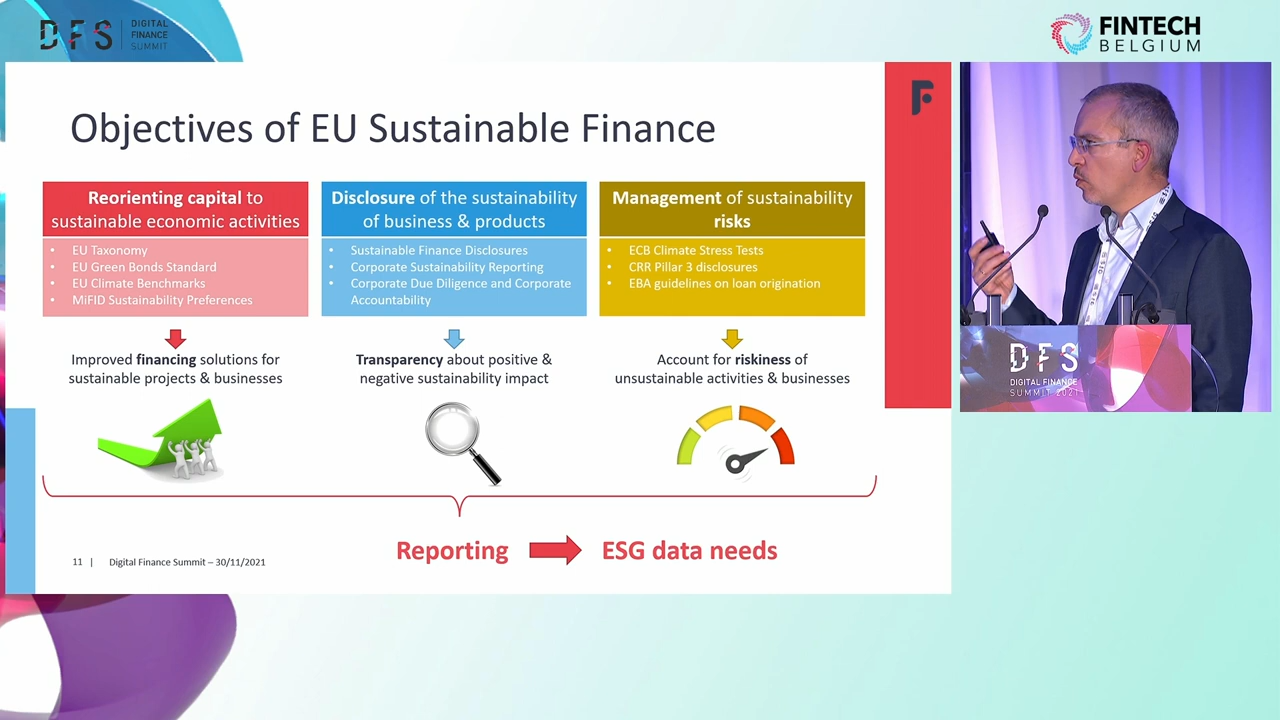 DFS
DIGITAL
FINANCE
SUMMIT
FINTECH
BELGIUM
Objectives of EU Sustainable Finance
Reorienting capital to
sustainable economic activities
• EU Taxonomy
• EU Green Bonds Standard
• EU Climate Benchmarks
• MiFID Sustainability Preferences
Improved financing solutions for
sustainable projects & businesses
Disclosure of the sustainability
of business & products
• Sustainable Finance Disclosures
• Corporate Sustainability Reporting
• Corporate Due Diligence and Corporate
Accountability
Transparency about positive &
negative sustainability impact
Management of sustainability
risks
• ECB Climate Stress Tests
• CRR Pillar 3 disclosures
• EBA guidelines on loan origination
Account for riskiness of
unsustainable activities & businesses
Reporting
ESG data needs
11 | Digital Finance Summit – 30/11/2021
F
DFS
DIGITAL FINANCE
SUMMIT 2021